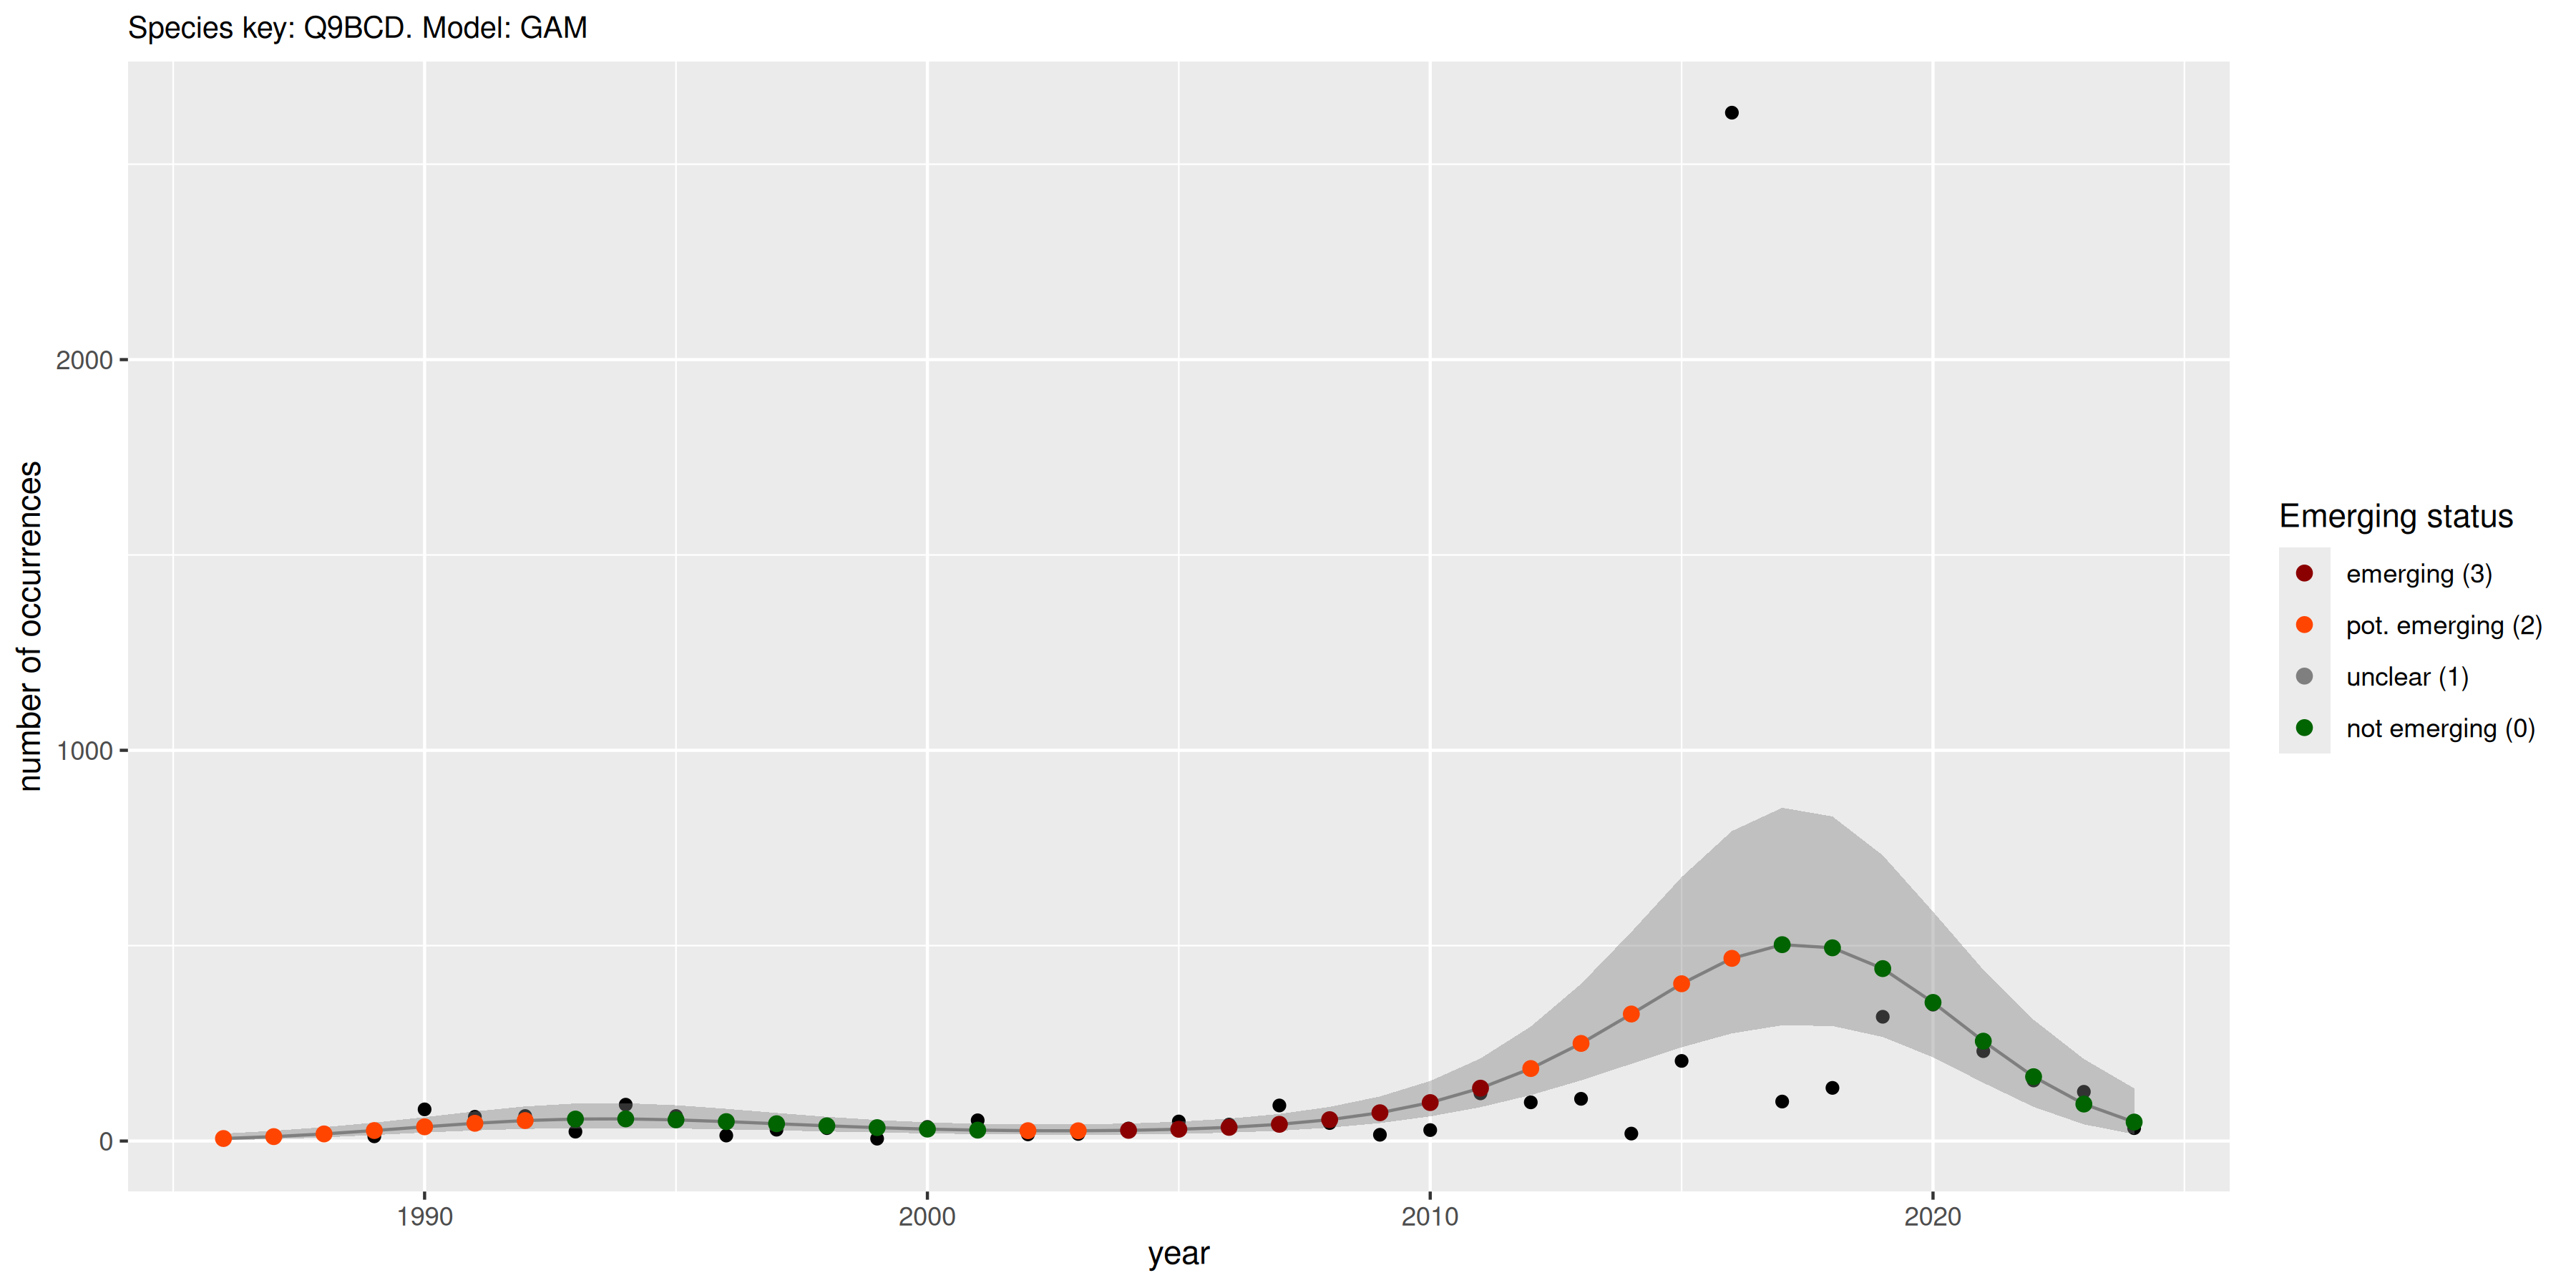 Species key: Q9BCD. Model: GAM
number of occurrences
2000
1000
0
1990
2000
2010
2020
year
Emerging status
emerging (3)
pot. emerging (2)
unclear (1)
not emerging (0)